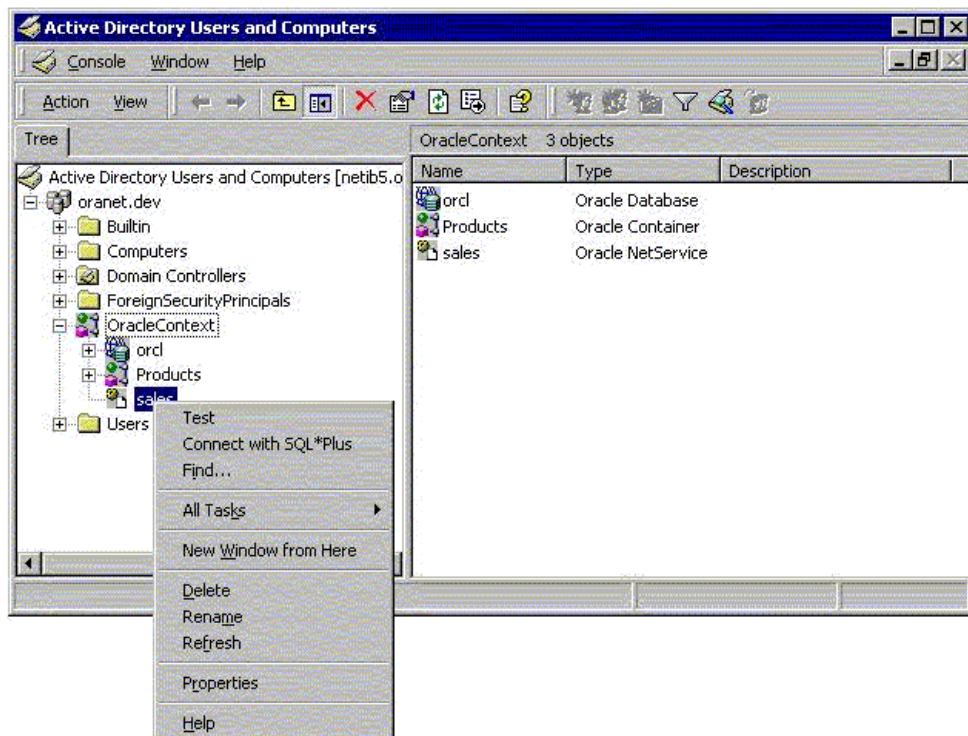 Active Directory Users and Computers
Console Window Help
Action View
Tree
OracleContext 3 objects
Active Directory Users and Computers [netib5.o
oranet.dev
Builtin
Computers
Domain Controllers
ForeignSecurityPrincipals
OracleContext
orcl
Products
sales
Users
Name Type Description
orcl Oracle Database
Products Oracle Container
sales Oracle NetService
Test
Connect with SQL*Plus
Find...
All Tasks
New Window from Here
Delete
Rename
Refresh
Properties
Help